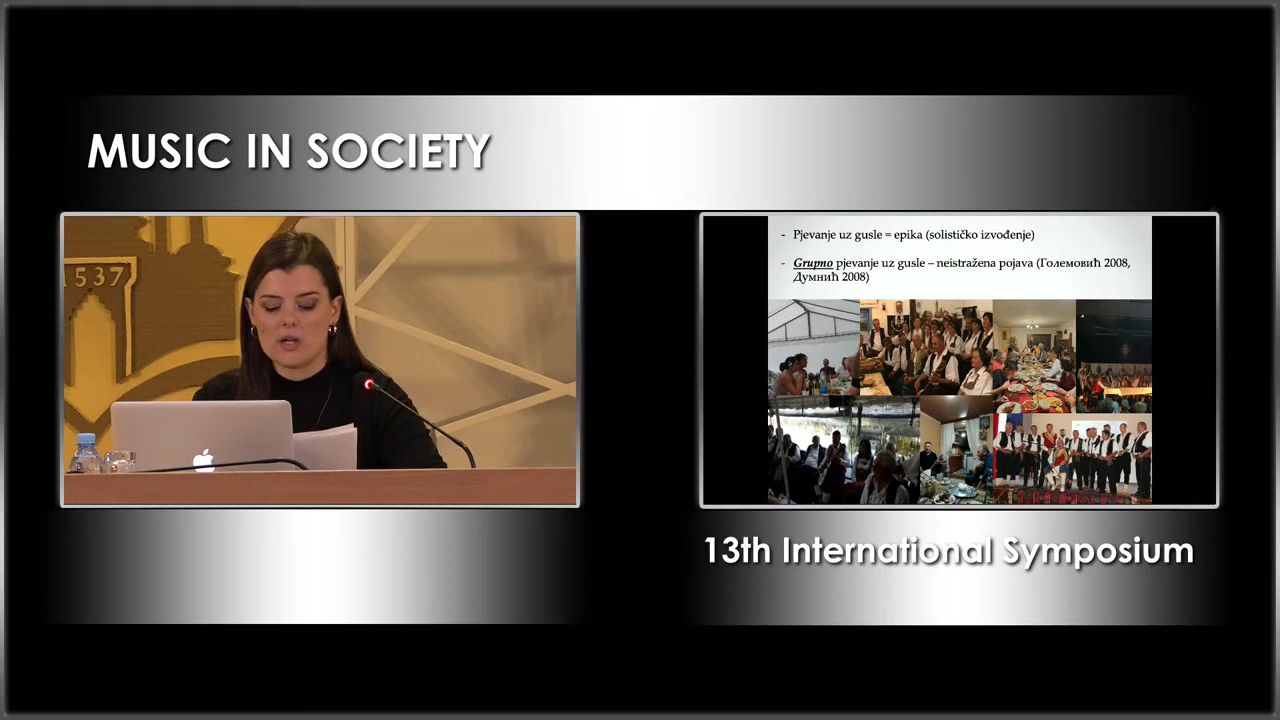 MUSIC IN SOCIETY
1537
- Pjevanje uz gusle = epika (solističko izvođenje)
- Grupno pjevanje uz gusle – neistražena pojava (Големовић 2008,
Думнић 2008)
13th International Symposium